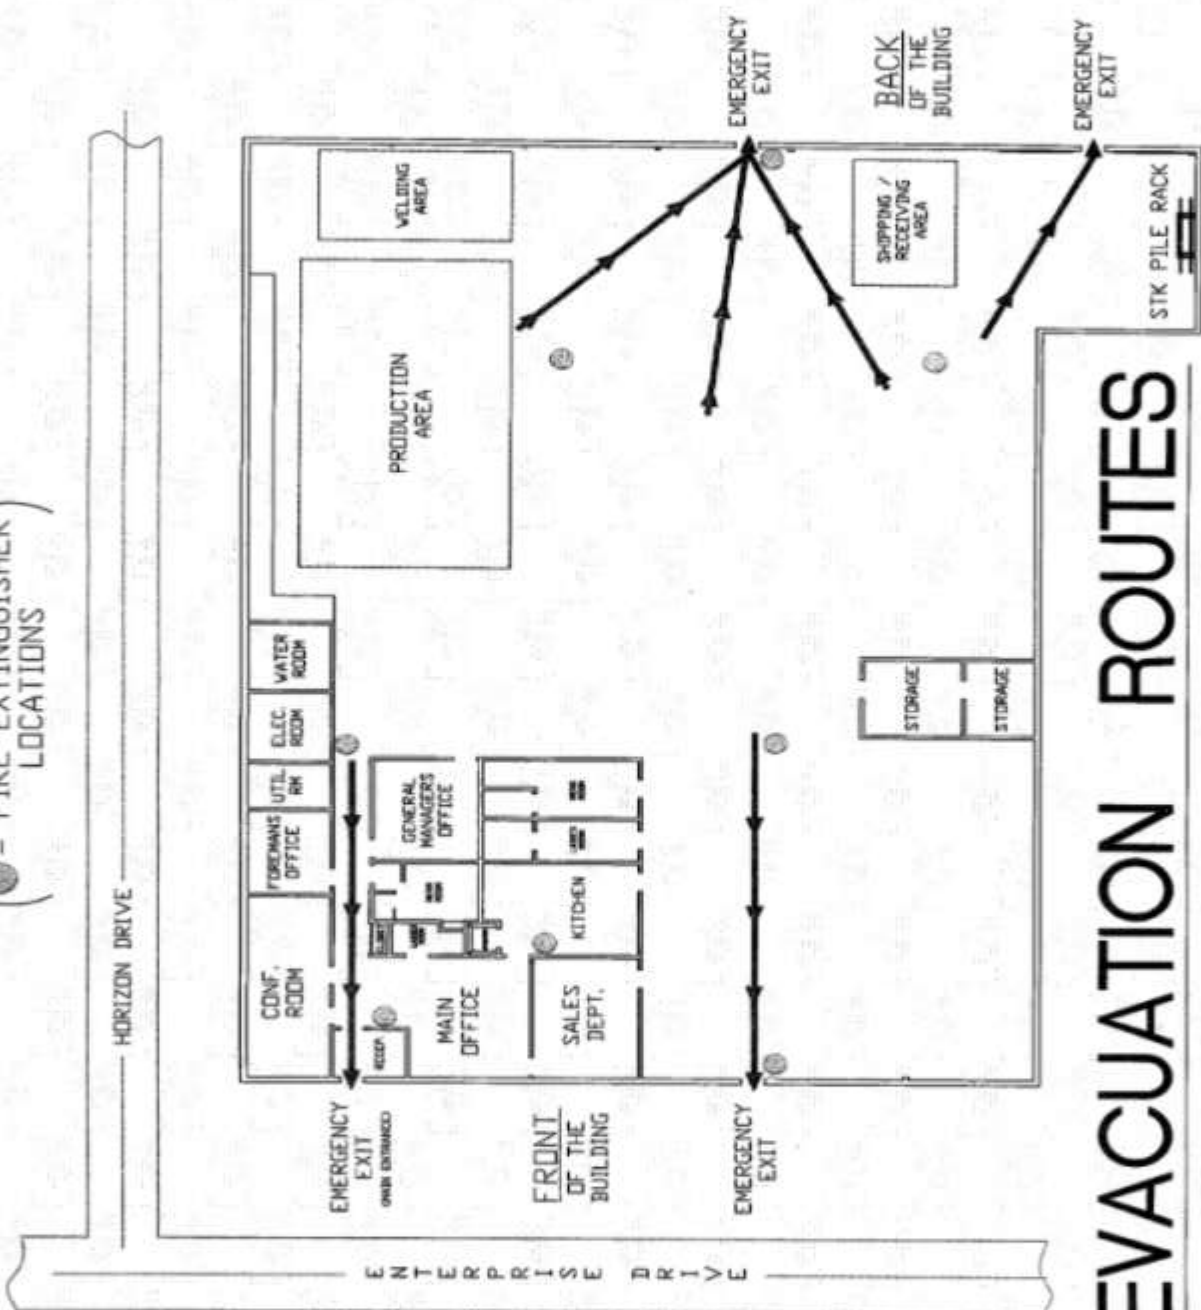 = FIRE EXTINGUISHER
LOCATIONS
HORIZON DRIVE
ENTERPRISE DRIVE
EMERGENCY
EXIT
(MAIN ENTRANCE)
FRONT
OF THE
BUILDING
EMERGENCY
EXIT
CONF.
ROOM
FOREMANS
OFFICE
UTIL.
RM
ELEC.
ROOM
WATER
ROOM
RECEP.
MAIN
OFFICE
GENERAL
MANAGERS
OFFICE
SALES
DEPT.
KITCHEN
STORAGE
STORAGE
PRODUCTION
AREA
WELDING
AREA
SHIPPING /
RECEIVING
AREA
STK PILE RACK
EMERGENCY
EXIT
BACK
OF THE
BUILDING
EMERGENCY
EXIT
EVACUATION ROUTES